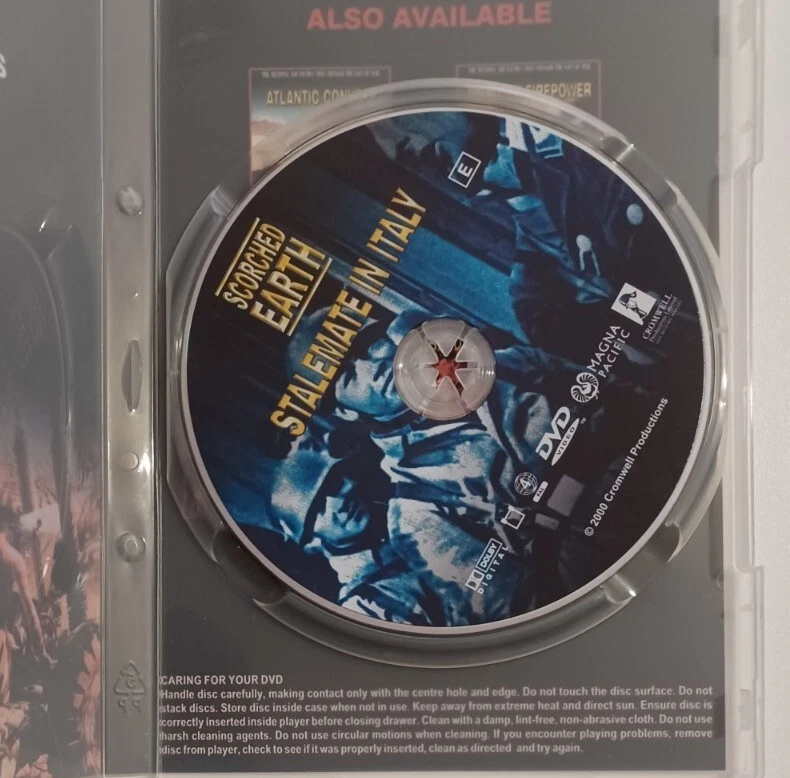 ALSO AVAILABLE
ATLANTIC
FIREPOWER
E
SCORCHED
EARTH
STALEMATE IN ITALY
CROMWELL
MAGNA
PACIFIC
DVD
VIDEO
4
PAL
DOLBY
DIGITAL
© 2000 Cromwell Productions
CARING FOR YOUR DVD
Handle disc carefully, making contact only with the centre hole and edge. Do not touch the disc surface. Do not
stack discs. Store disc inside case when not in use. Keep away from extreme heat and direct sun. Ensure disc is
correctly inserted inside player before closing drawer. Clean with a damp, lint-free, non-abrasive cloth. Do not use
harsh cleaning agents. Do not use circular motions when cleaning. If you encounter playing problems, remove
disc from player, check to see if it was properly inserted, clean as directed and try again.